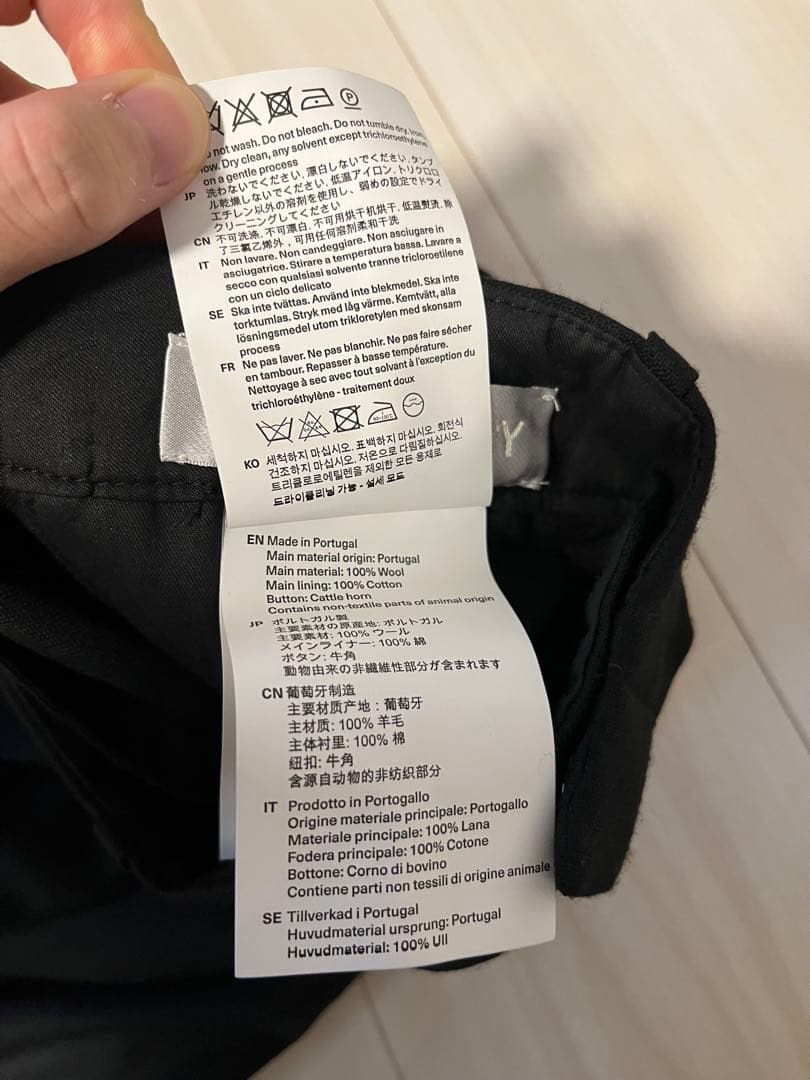 not wash. Do not bleach. Do not tumble dry. Iron
low. Dry clean, any solvent except trichloroethylene
on a gentle process
JP 洗わないでください. 漂白しないでください. タンブ
ル乾燥しないでください. 低温アイロン. トリクロロ
エチレン以外の溶剤を使用し、弱めの設定でドライ
クリーニングしてください
CN 不可洗涤. 不可漂白. 不可用烘干机烘干. 低温熨烫. 除
了三氯乙烯外，可用任何溶剂柔和干洗
IT Non lavare. Non candeggiare. Non asciugare in
asciugatrice. Stirare a temperatura bassa. Lavare a
secco con qualsiasi solvente tranne tricloroetilene
con un ciclo delicato
SE Ska inte tvättas. Använd inte blekmedel. Ska inte
torktumlas. Stryk med låg värme. Kemtvätt, alla
lösningsmedel utom trikloretylen med skonsam
process
FR Ne pas laver. Ne pas blanchir. Ne pas faire sécher
en tambour. Repasser à basse température.
Nettoyage à sec avec tout solvant à l'exception du
trichloroéthylène - traitement doux
KO 세척하지 마십시오. 표백하지 마십시오. 회전식
건조하지 마십시오. 저온으로 다림질하십시오.
트리클로로에틸렌을 제외한 모든 용제로
드라이클리닝 가능 - 섬세 모드
Y
EN Made in Portugal
Main material origin: Portugal
Main material: 100% Wool
Main lining: 100% Cotton
Button: Cattle horn
Contains non-textile parts of animal origin
JP ポルトガル製
主要素材の原産地: ポルトガル
主要素材: 100% ウール
メインライナー: 100% 綿
ボタン: 牛角
動物由来の非繊維性部分が含まれます
CN 葡萄牙制造
主要材质产地：葡萄牙
主材质: 100% 羊毛
主体衬里: 100% 棉
纽扣: 牛角
含源自动物的非纺织部分
IT Prodotto in Portogallo
Origine materiale principale: Portogallo
Materiale principale: 100% Lana
Fodera principale: 100% Cotone
Bottone: Corno di bovino
Contiene parti non tessili di origine animale
SE Tillverkad i Portugal
Huvudmaterial ursprung: Portugal
Huvudmaterial: 100% Ull